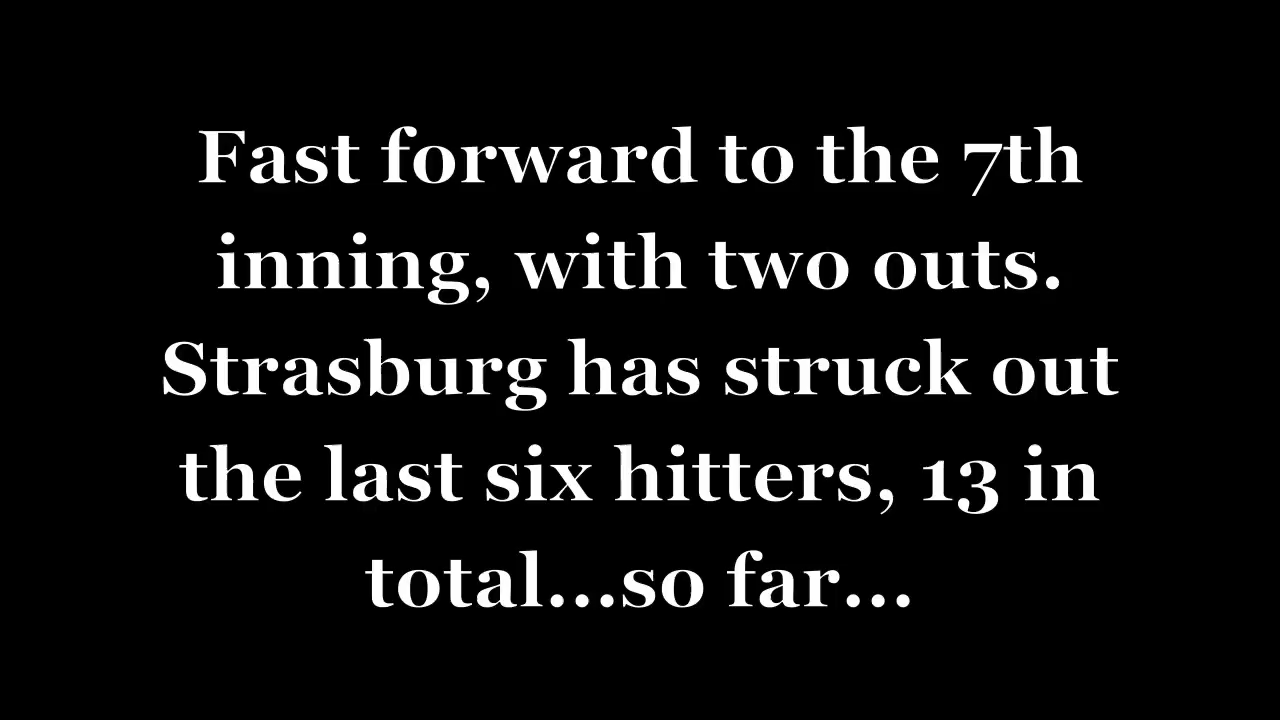 Fast forward to the 7th
inning, with two outs.
Strasburg has struck out
the last six hitters, 13 in
total...so far...